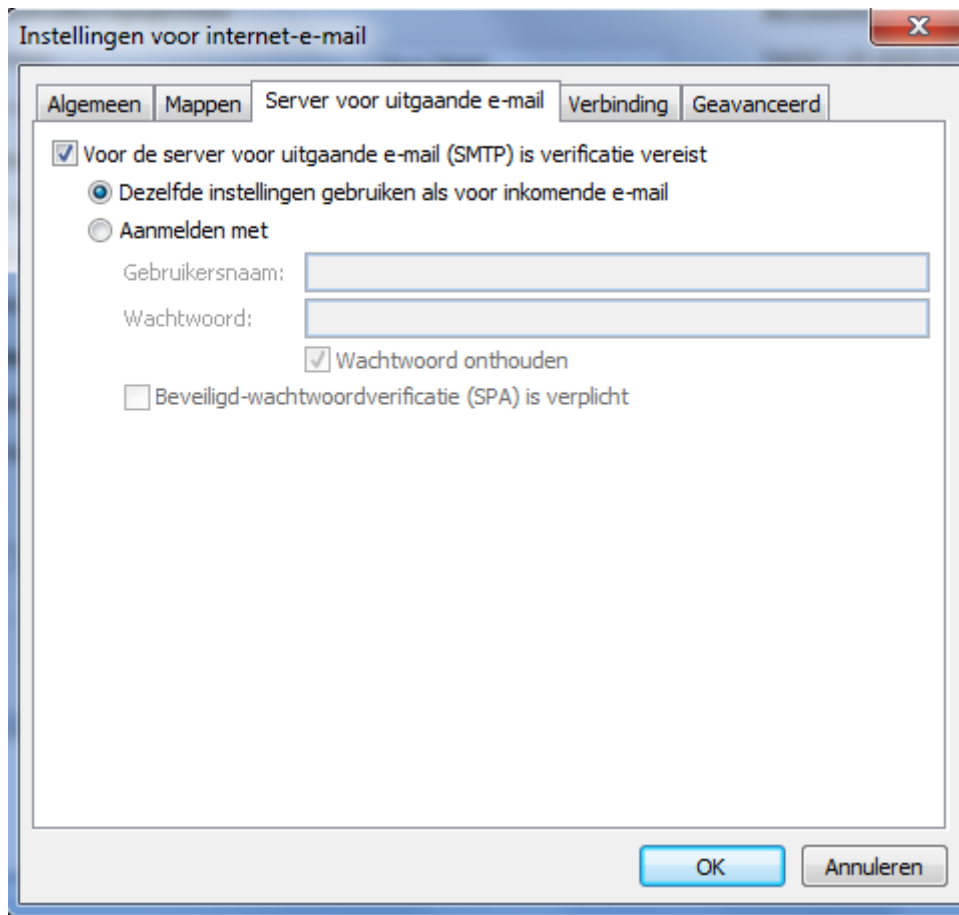 Instellingen voor internet-e-mail
Algemeen Mappen Server voor uitgaande e-mail Verbinding Geavanceerd
Voor de server voor uitgaande e-mail (SMTP) is verificatie vereist
Dezelfde instellingen gebruiken als voor inkomende e-mail
Aanmelden met
Gebruikersnaam:
Wachtwoord:
Wachtwoord onthouden
Beveiligd-wachtwoordverificatie (SPA) is verplicht
OK Annuleren